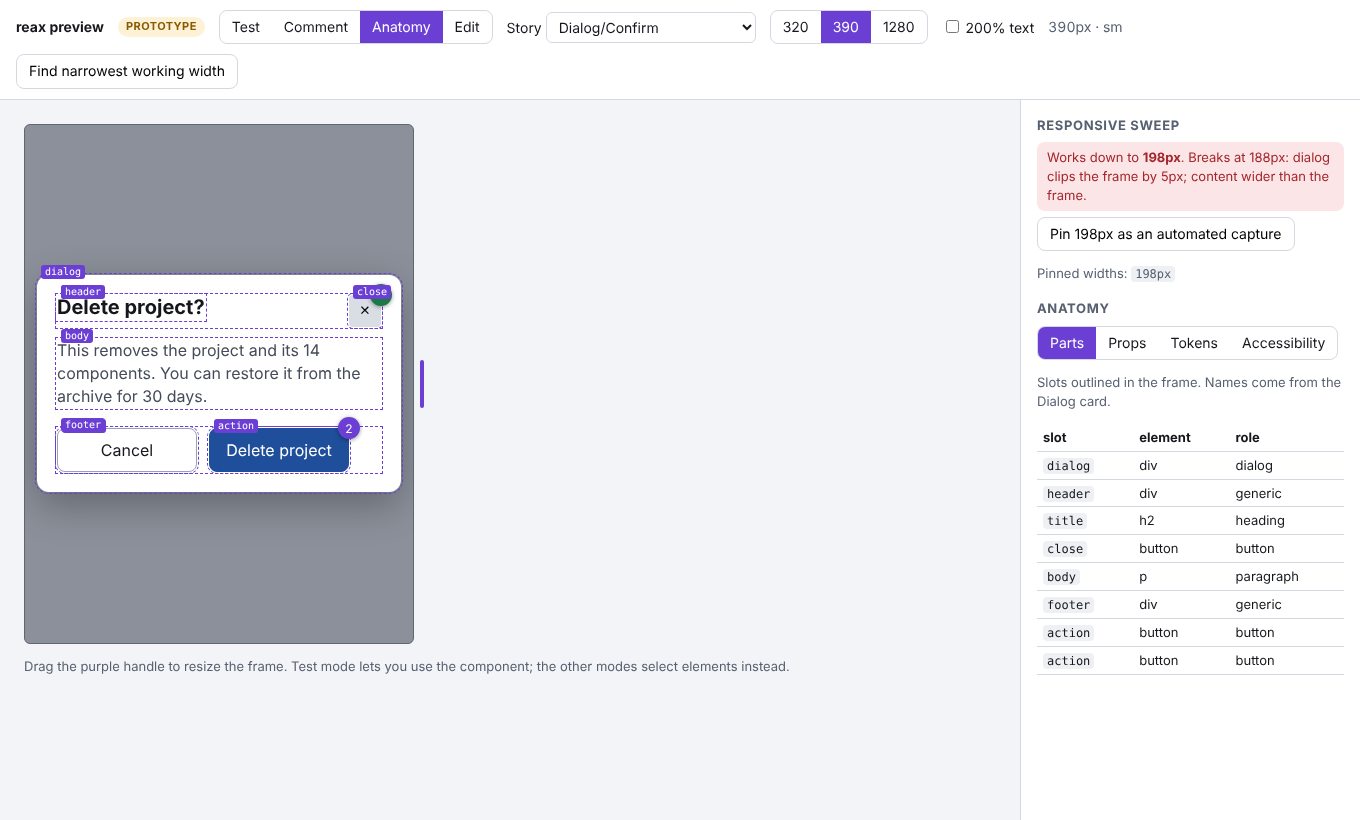 reax preview PROTOTYPE Test Comment Anatomy Edit Story Dialog/Confirm 320 390 1280 200% text 390px · sm
Find narrowest working width
dialog
header close
Delete project? ×
body
This removes the project and its 14
components. You can restore it from the
archive for 30 days.
footer action 2
Cancel Delete project
Drag the purple handle to resize the frame. Test mode lets you use the component; the other modes select elements instead.
RESPONSIVE SWEEP
Works down to 198px. Breaks at 188px: dialog
clips the frame by 5px; content wider than the
frame.
Pin 198px as an automated capture
Pinned widths: 198px
ANATOMY
Parts Props Tokens Accessibility
Slots outlined in the frame. Names come from the
Dialog card.
slot element role
dialog div dialog
header div generic
title h2 heading
close button button
body p paragraph
footer div generic
action button button
action button button